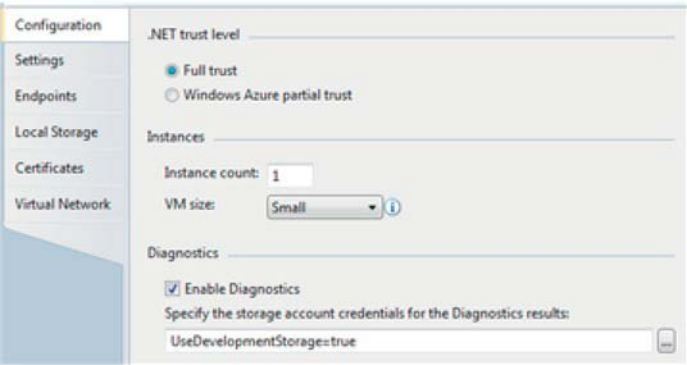 Configuration
Settings
Endpoints
Local Storage
Certificates
Virtual Network
.NET trust level
Full trust
Windows Azure partial trust
Instances
Instance count: 1
VM size: Small
Diagnostics
Enable Diagnostics
Specify the storage account credentials for the Diagnostics results:
UseDevelopmentStorage=true
...